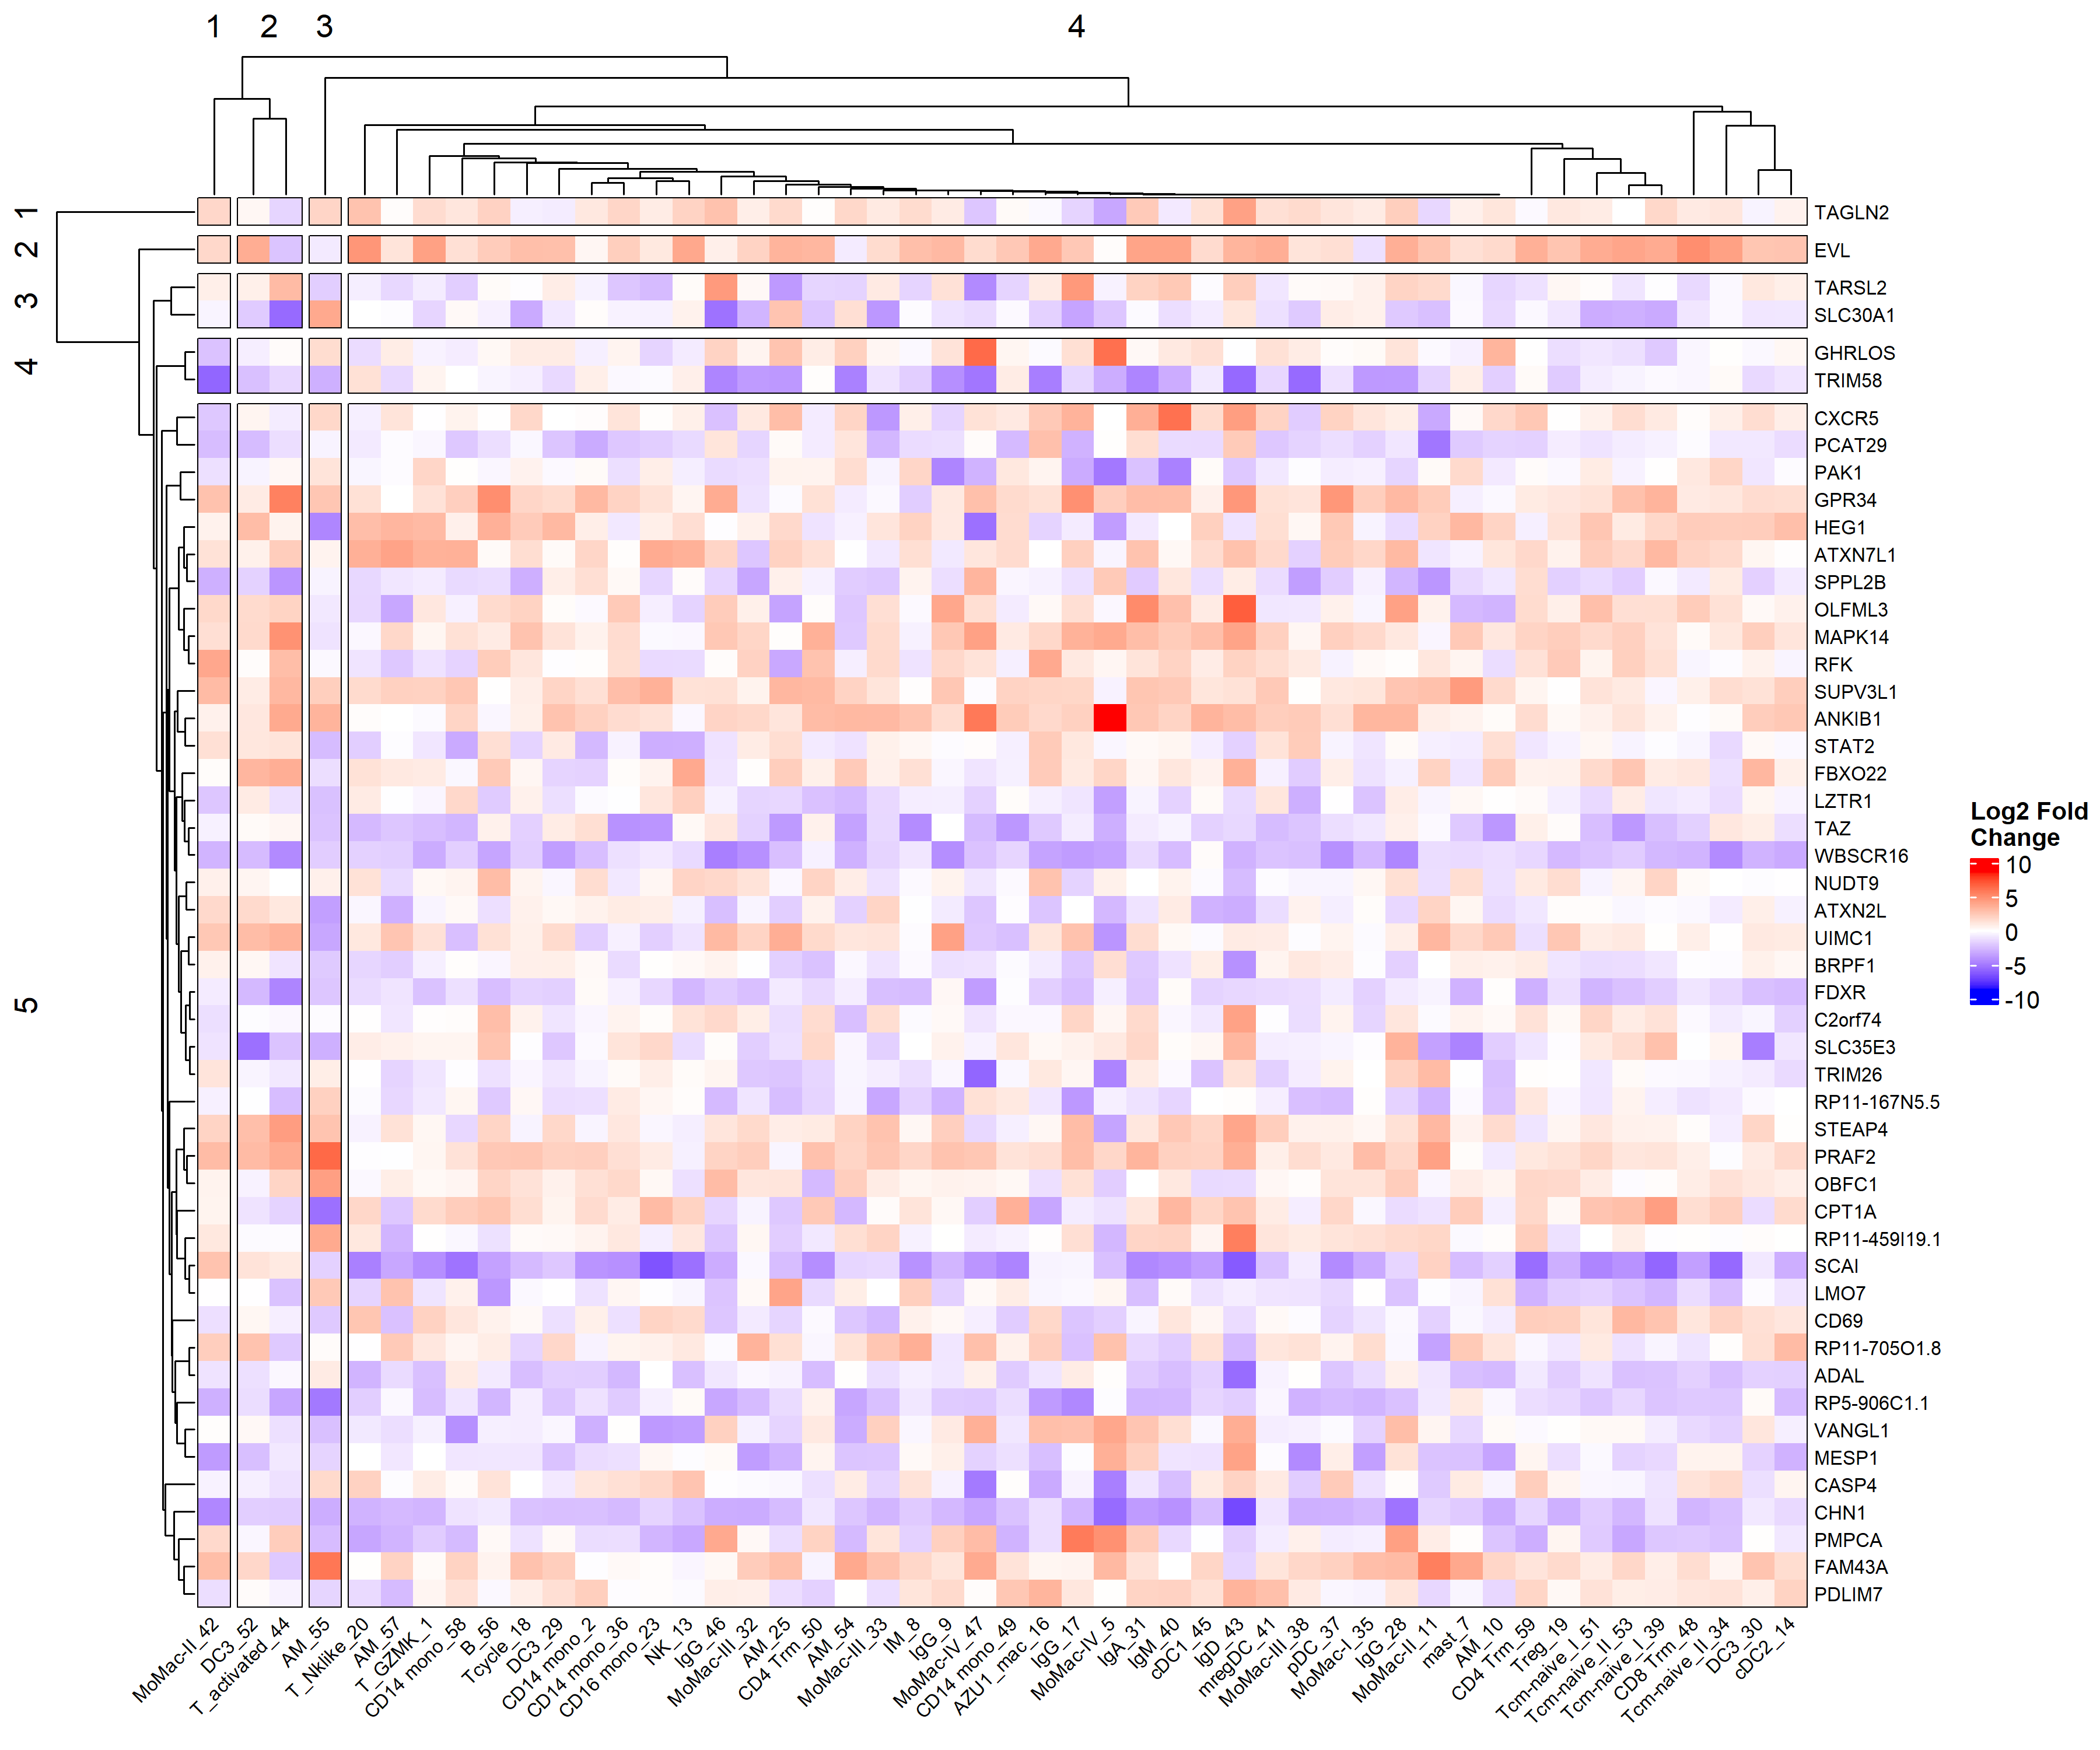 1 2 3 4
1
2
3
4
5
TAGLN2
EVL
TARSL2
SLC30A1
GHRLOS
TRIM58
CXCR5
PCAT29
PAK1
GPR34
HEG1
ATXN7L1
SPPL2B
OLFML3
MAPK14
RFK
SUPV3L1
ANKIB1
STAT2
FBXO22
LZTR1
TAZ
WBSCR16
NUDT9
ATXN2L
UIMC1
BRPF1
FDXR
C2orf74
SLC35E3
TRIM26
RP11-167N5.5
STEAP4
PRAF2
OBFC1
CPT1A
RP11-459I19.1
SCAI
LMO7
CD69
RP11-705O1.8
ADAL
RP5-906C1.1
VANGL1
MESP1
CASP4
CHN1
PMPCA
FAM43A
PDLIM7
MoMac-II_42
DC3_52
T_activated_44
AM_55
T_Nklike_20
AM_57
T_GZMK_1
CD14 mono_58
B_56
Tcycle_18
DC3_29
CD14 mono_2
CD14 mono_36
CD16 mono_23
NK_13
IgG_46
MoMac-III_32
AM_25
CD4 Trm_50
AM_54
MoMac-III_33
IM_8
IgG_9
MoMac-IV_47
CD14 mono_49
AZU1_mac_16
IgG_17
MoMac-IV_5
IgA_31
IgM_40
cDC1_45
IgD_43
mregDC_41
MoMac-III_38
pDC_37
MoMac-I_35
IgG_28
MoMac-II_11
mast_7
AM_10
CD4 Trm_59
Treg_19
Tcm-naive_I_51
Tcm-naive_II_53
Tcm-naive_I_39
CD8 Trm_48
Tcm-naive_II_34
DC3_30
cDC2_14
Log2 Fold
Change
10
5
0
-5
-10